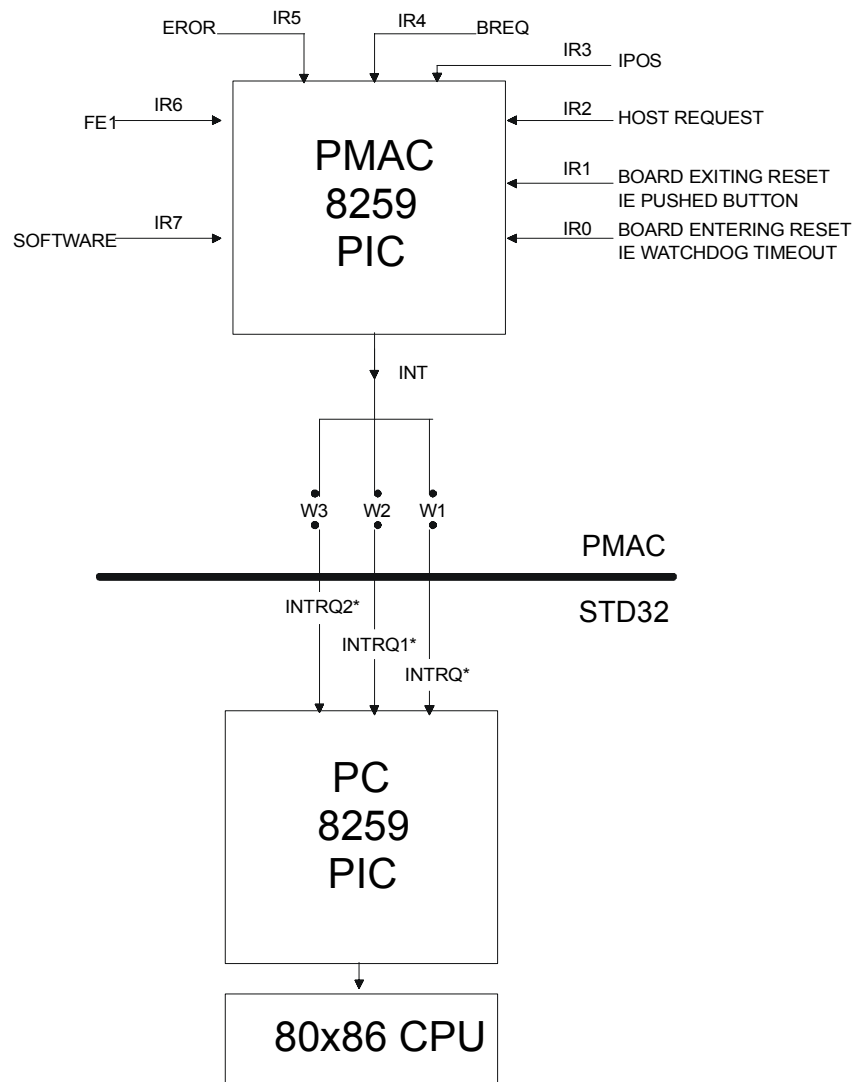 IR5
IR4
EROR
BREQ
IR3
IPOS
IR6
FE1
IR2
HOST REQUEST
PMAC
8259
PIC
IR1
BOARD EXITING RESET
IE PUSHED BUTTON
IR7
SOFTWARE
IR0
BOARD ENTERING RESET
IE WATCHDOG TIMEOUT
INT
W3
W2
W1
PMAC
STD32
INTRQ2*
INTRQ1*
INTRQ*
PC
8259
PIC
80x86 CPU